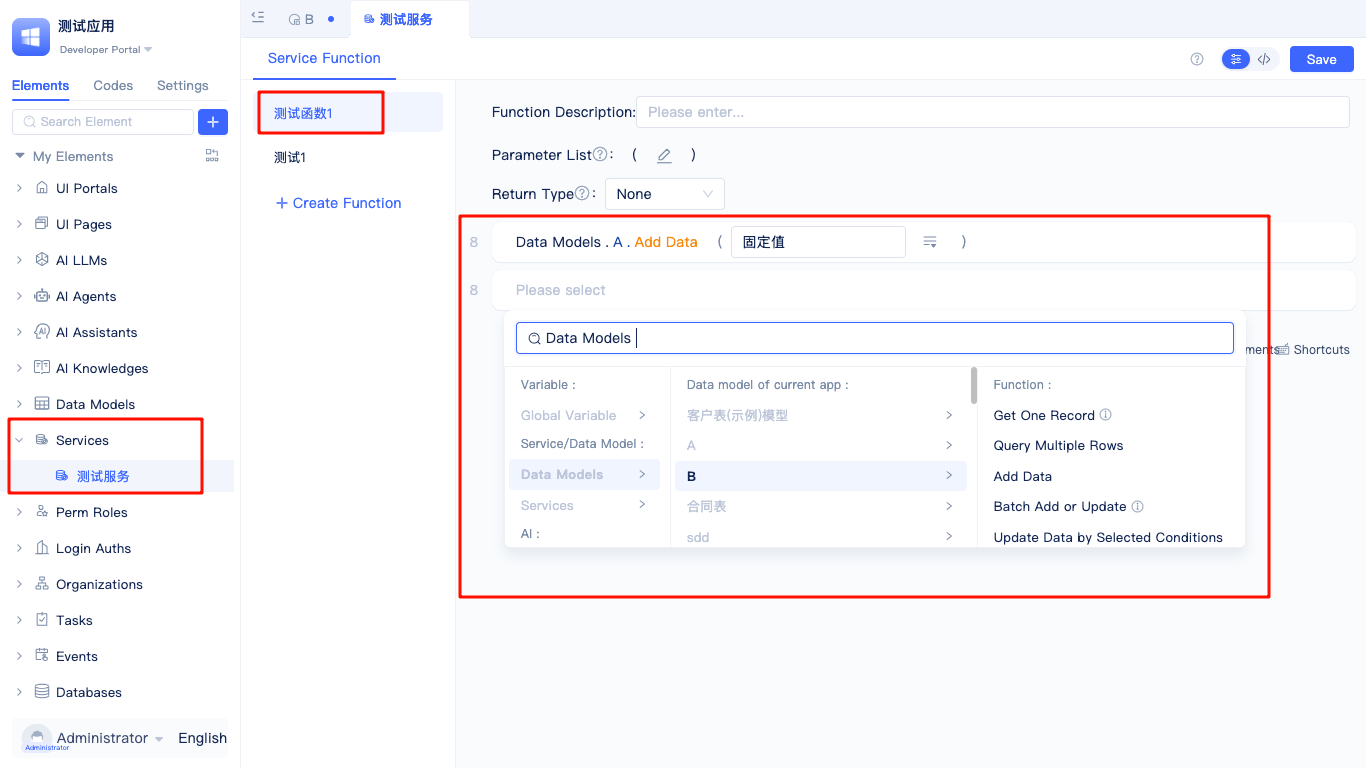 测试应用
Developer Portal
Elements Codes Settings
Search Element
My Elements
UI Portals
UI Pages
AI LLMs
AI Agents
AI Assistants
AI Knowledges
Data Models
Services
测试服务
Perm Roles
Login Auths
Organizations
Tasks
Events
Databases
Administrator
Administrator English
B
测试服务
Service Function
Save
测试函数1
测试1
Create Function
Function Description: Please enter...
Parameter List : ( )
Return Type : None
8 Data Models . A . Add Data ( 固定值 )
8 Please select
Data Models
ments Shortcuts
Variable :
Global Variable
Service/Data Model :
Data Models
Services
AI :
Data model of current app :
客户表(示例)模型
A
B
合同表
sdd
Function :
Get One Record
Query Multiple Rows
Add Data
Batch Add or Update
Update Data by Selected Conditions